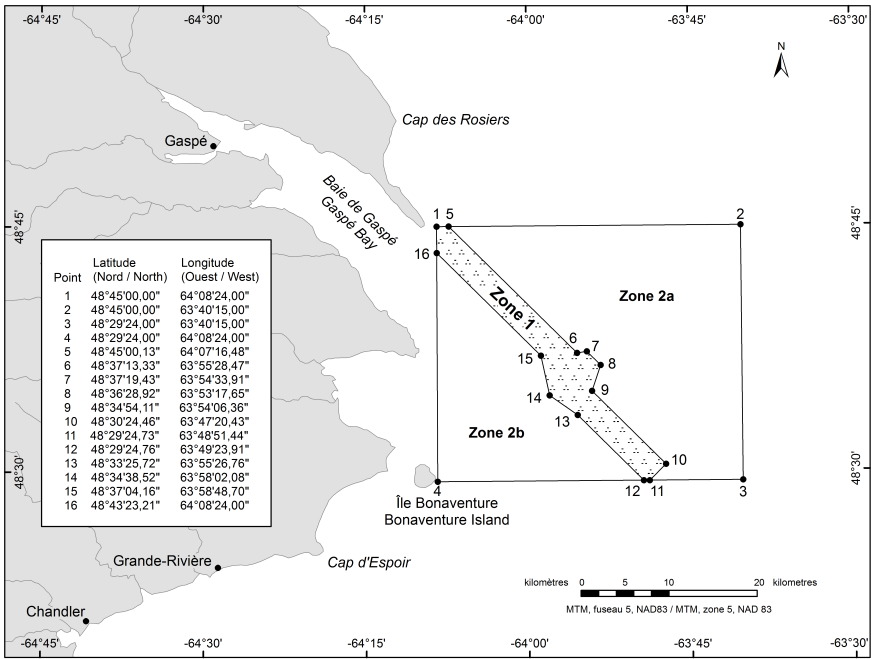 -64°45' -64°30' -64°15' -64°00' -63°45' -63°30'
N
Cap des Rosiers
Gaspé
Baie de Gaspé
Gaspé Bay
48°45'
48°45'
1 5 2
16
Zone 2a
Zone 1
6 7
8
15
9
14
13
Zone 2b
10
12 11 3
4
48°30'
48°30'
Latitude Longitude
Point (Nord / North) (Ouest / West)
1 48°45'00,00" 64°08'24,00"
2 48°45'00,00" 63°40'15,00"
3 48°29'24,00" 63°40'15,00"
4 48°29'24,00" 64°08'24,00"
5 48°45'00,13" 64°07'16,48"
6 48°37'13,33" 63°55'28,47"
7 48°37'19,43" 63°54'33,91"
8 48°36'28,92" 63°53'17,65"
9 48°34'54,11" 63°54'06,36"
10 48°30'24,46" 63°47'20,43"
11 48°29'24,73" 63°48'51,44"
12 48°29'24,76" 63°49'23,91"
13 48°33'25,72" 63°55'26,76"
14 48°34'38,52" 63°58'02,08"
15 48°37'04,16" 63°58'48,70"
16 48°43'23,21" 64°08'24,00"
Île Bonaventure
Bonaventure Island
Grande-Rivière
Cap d'Espoir
Chandler
kilomètres 0 5 10 20 kilometres
MTM, fuseau 5, NAD83 / MTM, zone 5, NAD 83
-64°45' -64°30' -64°15' -64°00' -63°45' -63°30'